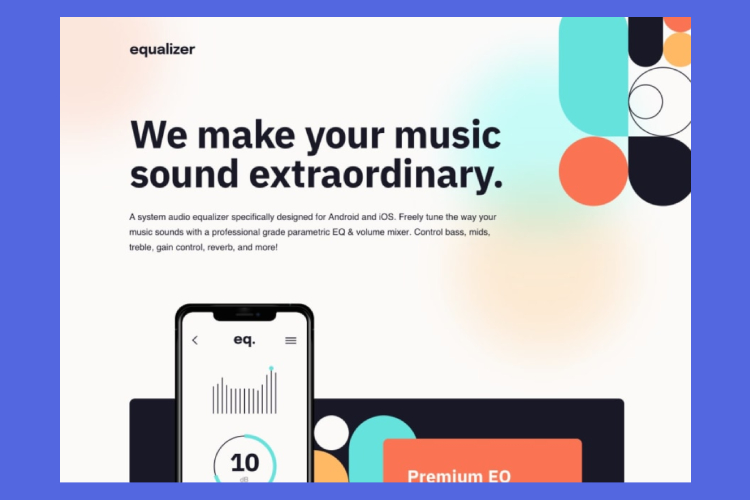 equalizer
We make your music
sound extraordinary.
A system audio equalizer specifically designed for Android and iOS. Freely tune the way your
music sounds with a professional grade parametric EQ & volume mixer. Control bass, mids,
treble, gain control, reverb, and more!
eq.
10
dB
Premium EQ